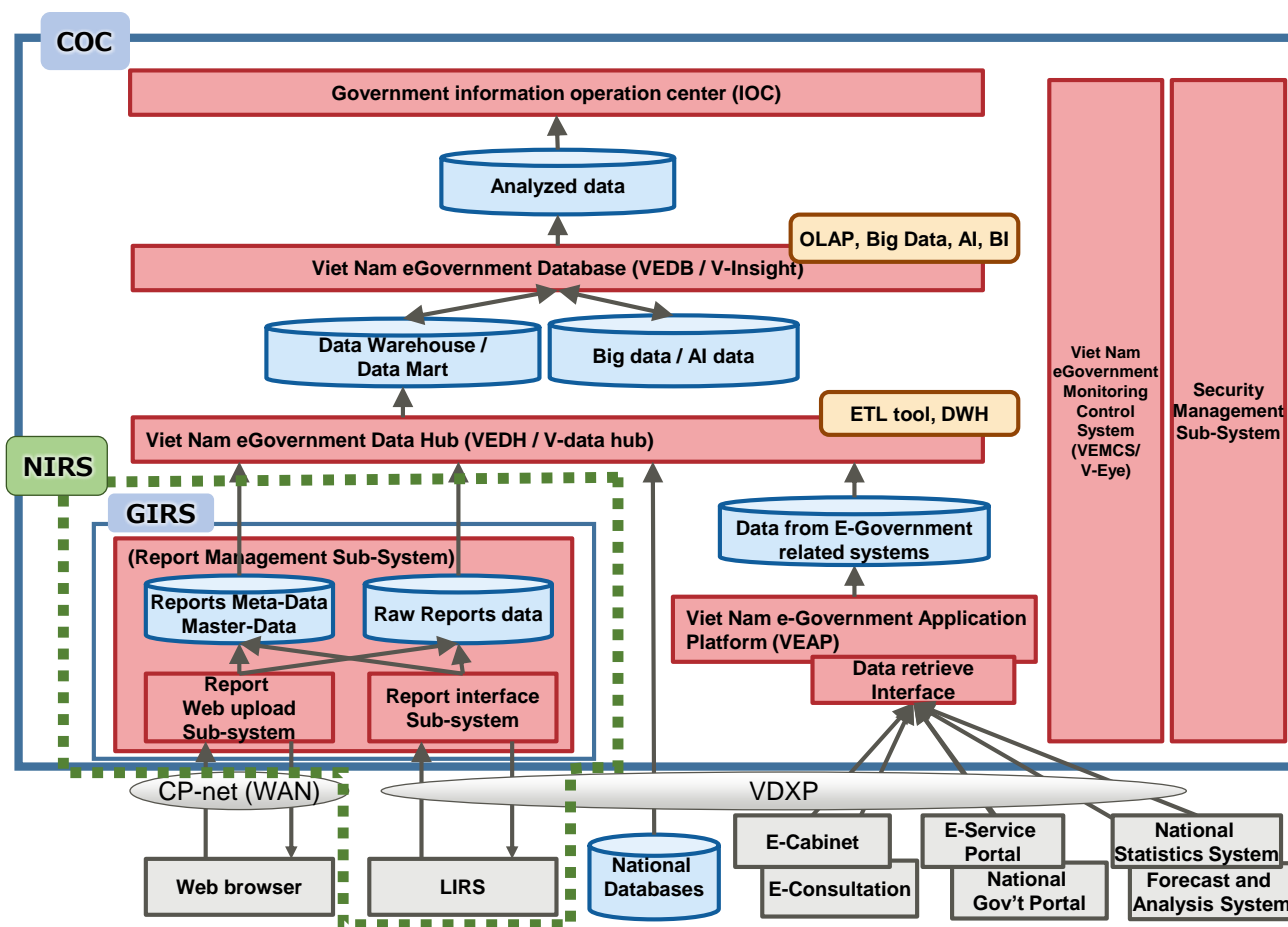 COC
Government information operation center (IOC)
Analyzed data
OLAP, Big Data, AI, BI
Viet Nam eGovernment Database (VEDB / V-Insight)
Data Warehouse /
Data Mart
Big data / AI data
ETL tool, DWH
Viet Nam eGovernment Data Hub (VEDH / V-data hub)
Viet Nam
eGovernment
Monitoring
Control
System
(VEMCS/
V-Eye)
Security
Management
Sub-System
NIRS
GIRS
(Report Management Sub-System)
Reports Meta-Data
Master-Data
Raw Reports data
Report
Web upload
Sub-system
Report interface
Sub-system
Data from E-Government
related systems
Viet Nam e-Government Application
Platform (VEAP)
Data retrieve
Interface
CP-net (WAN)
VDXP
Web browser
LIRS
National
Databases
E-Cabinet
E-Consultation
E-Service
Portal
National
Gov't Portal
National
Statistics System
Forecast and
Analysis System